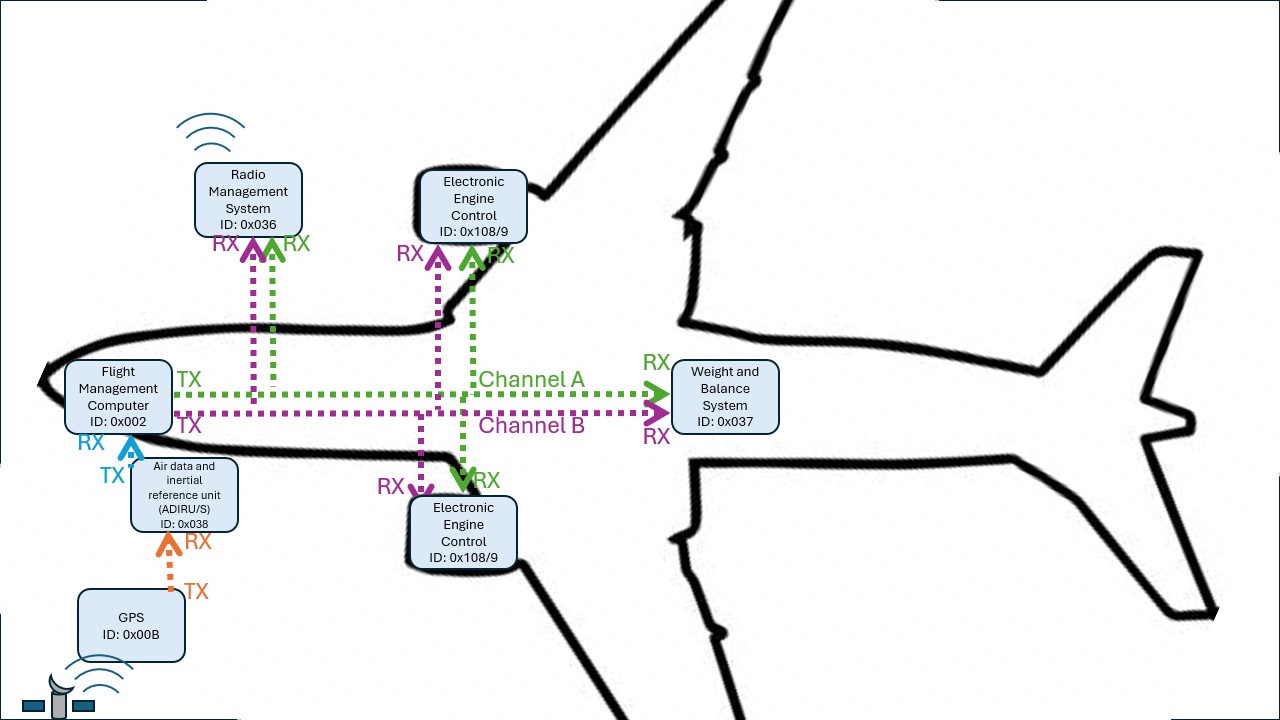 Radio
Management
System
ID: 0x036
RX
RX
Electronic
Engine
Control
ID: 0x108/9
RX
RX
Flight
Management
Computer
ID: 0x002
TX
TX
Channel A
Channel B
RX
RX
Weight and
Balance
System
ID: 0x037
RX
TX
Air data and
inertial
reference unit
(ADIRU/S)
ID: 0x038
RX
TX
RX
RX
Electronic
Engine
Control
ID: 0x108/9
GPS
ID: 0x00B